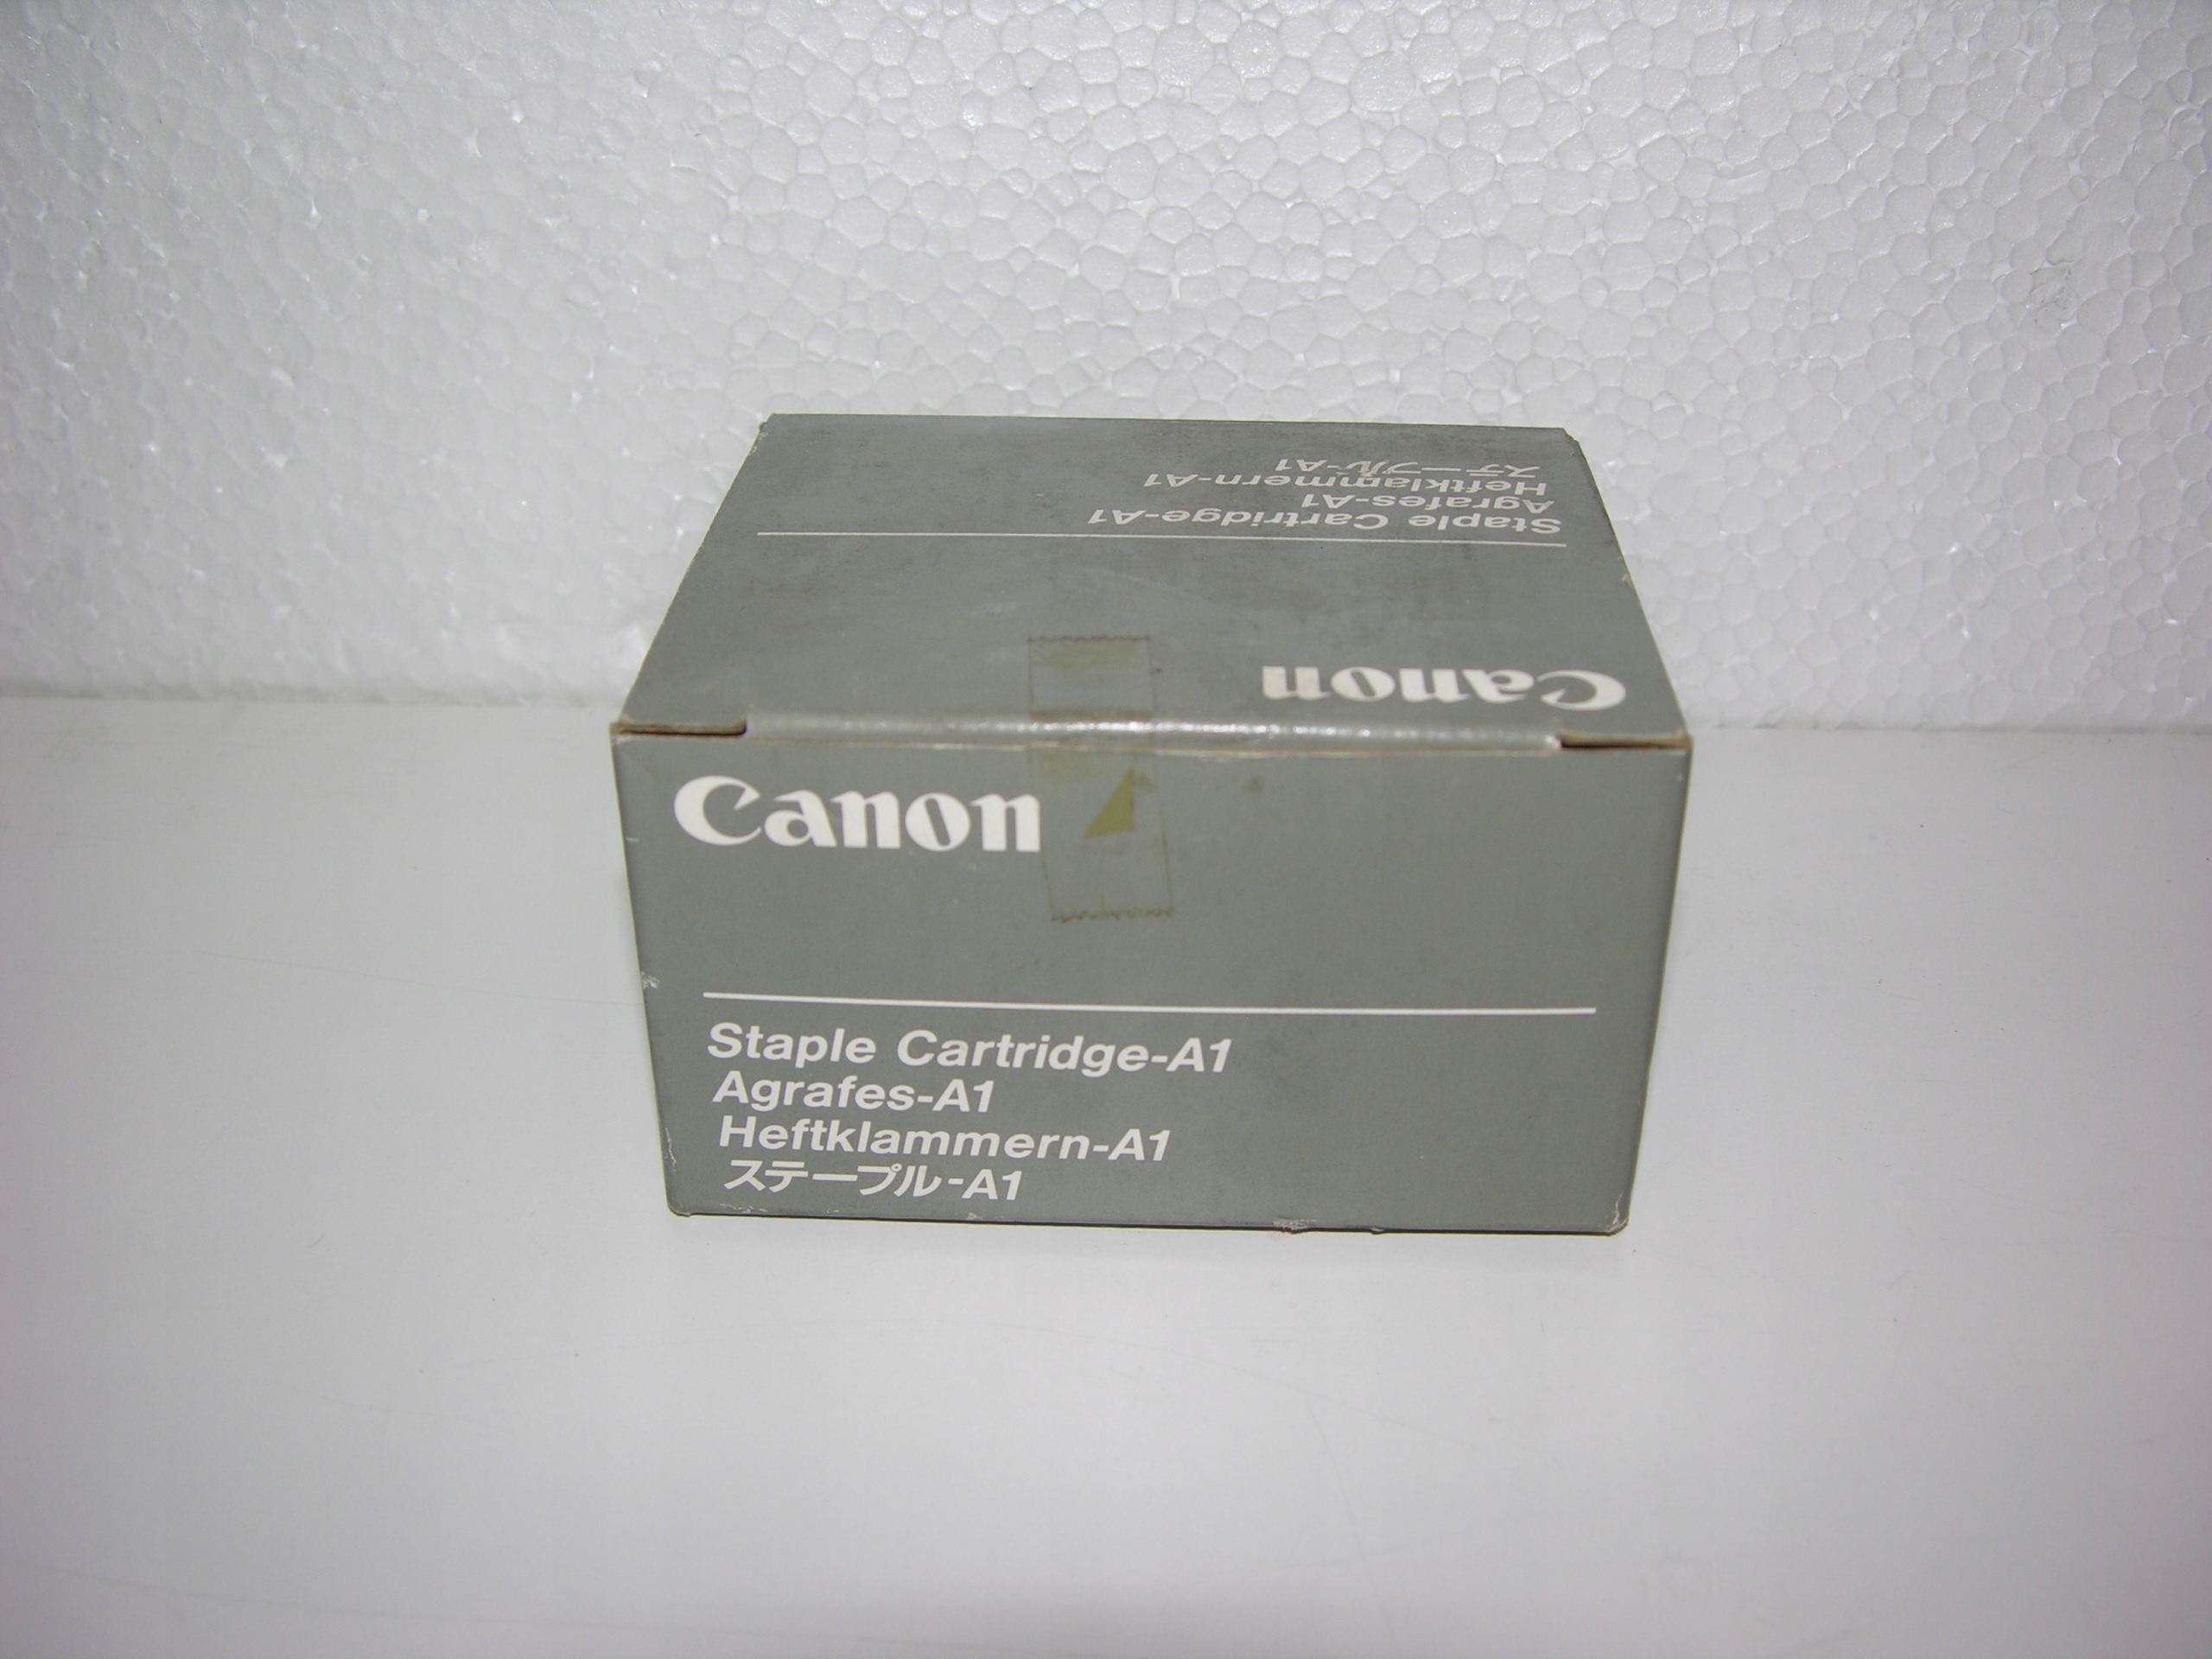 ステープル-A1
Heftklammern-A1
Agrafes-A1
Staple Cartridge-A1
Canon
Canon
Staple Cartridge-A1
Agrafes-A1
Heftklammern-A1
ステープル-A1